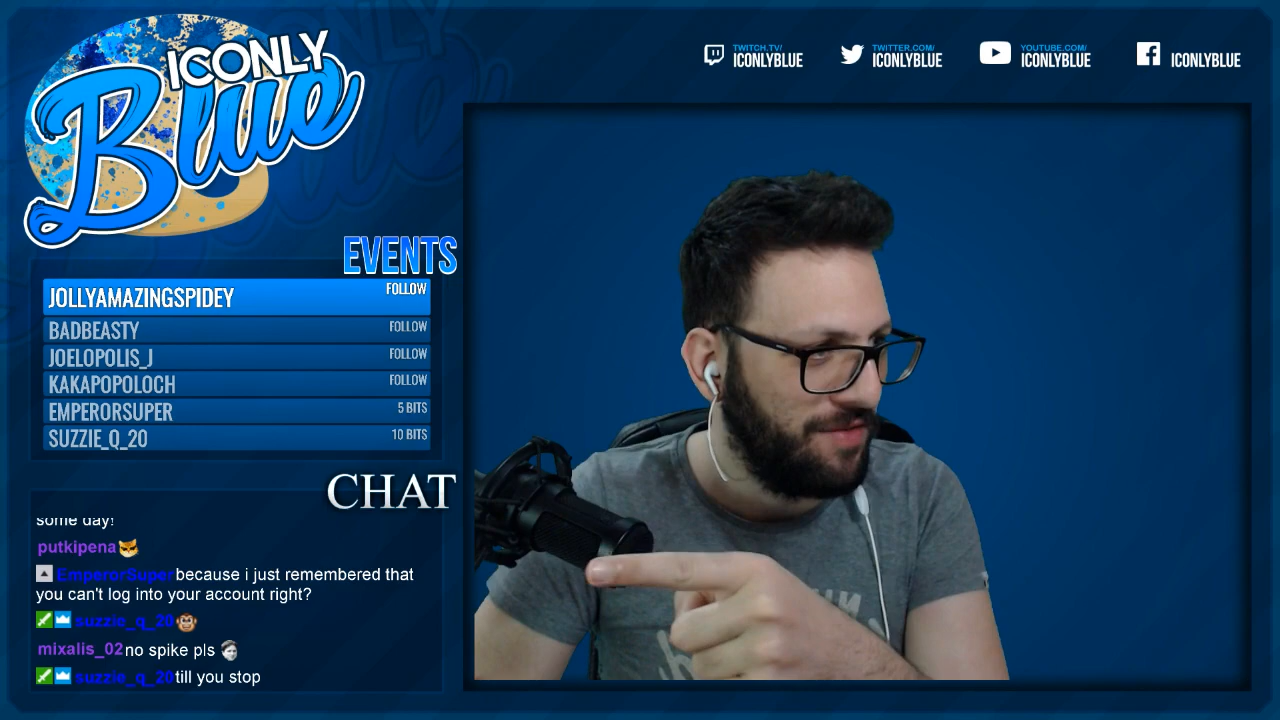 ICONLY
Blue
TWITCH.TV/
ICONLYBLUE
TWITTER.COM/
ICONLYBLUE
YOUTUBE.COM/
ICONLYBLUE
ICONLYBLUE
EVENTS
JOLLYAMAZINGSPIDEY FOLLOW
BADBEASTY FOLLOW
JOELOPOLIS_J FOLLOW
KAKAPOPOLOCH FOLLOW
EMPERORSUPER 5 BITS
SUZZIE_Q_20 10 BITS
CHAT
some day!
putkipena
EmperorSuper because i just remembered that
you can't log into your account right?
suzzie_q_20
mixalis_02 no spike pls
suzzie_q_20 till you stop